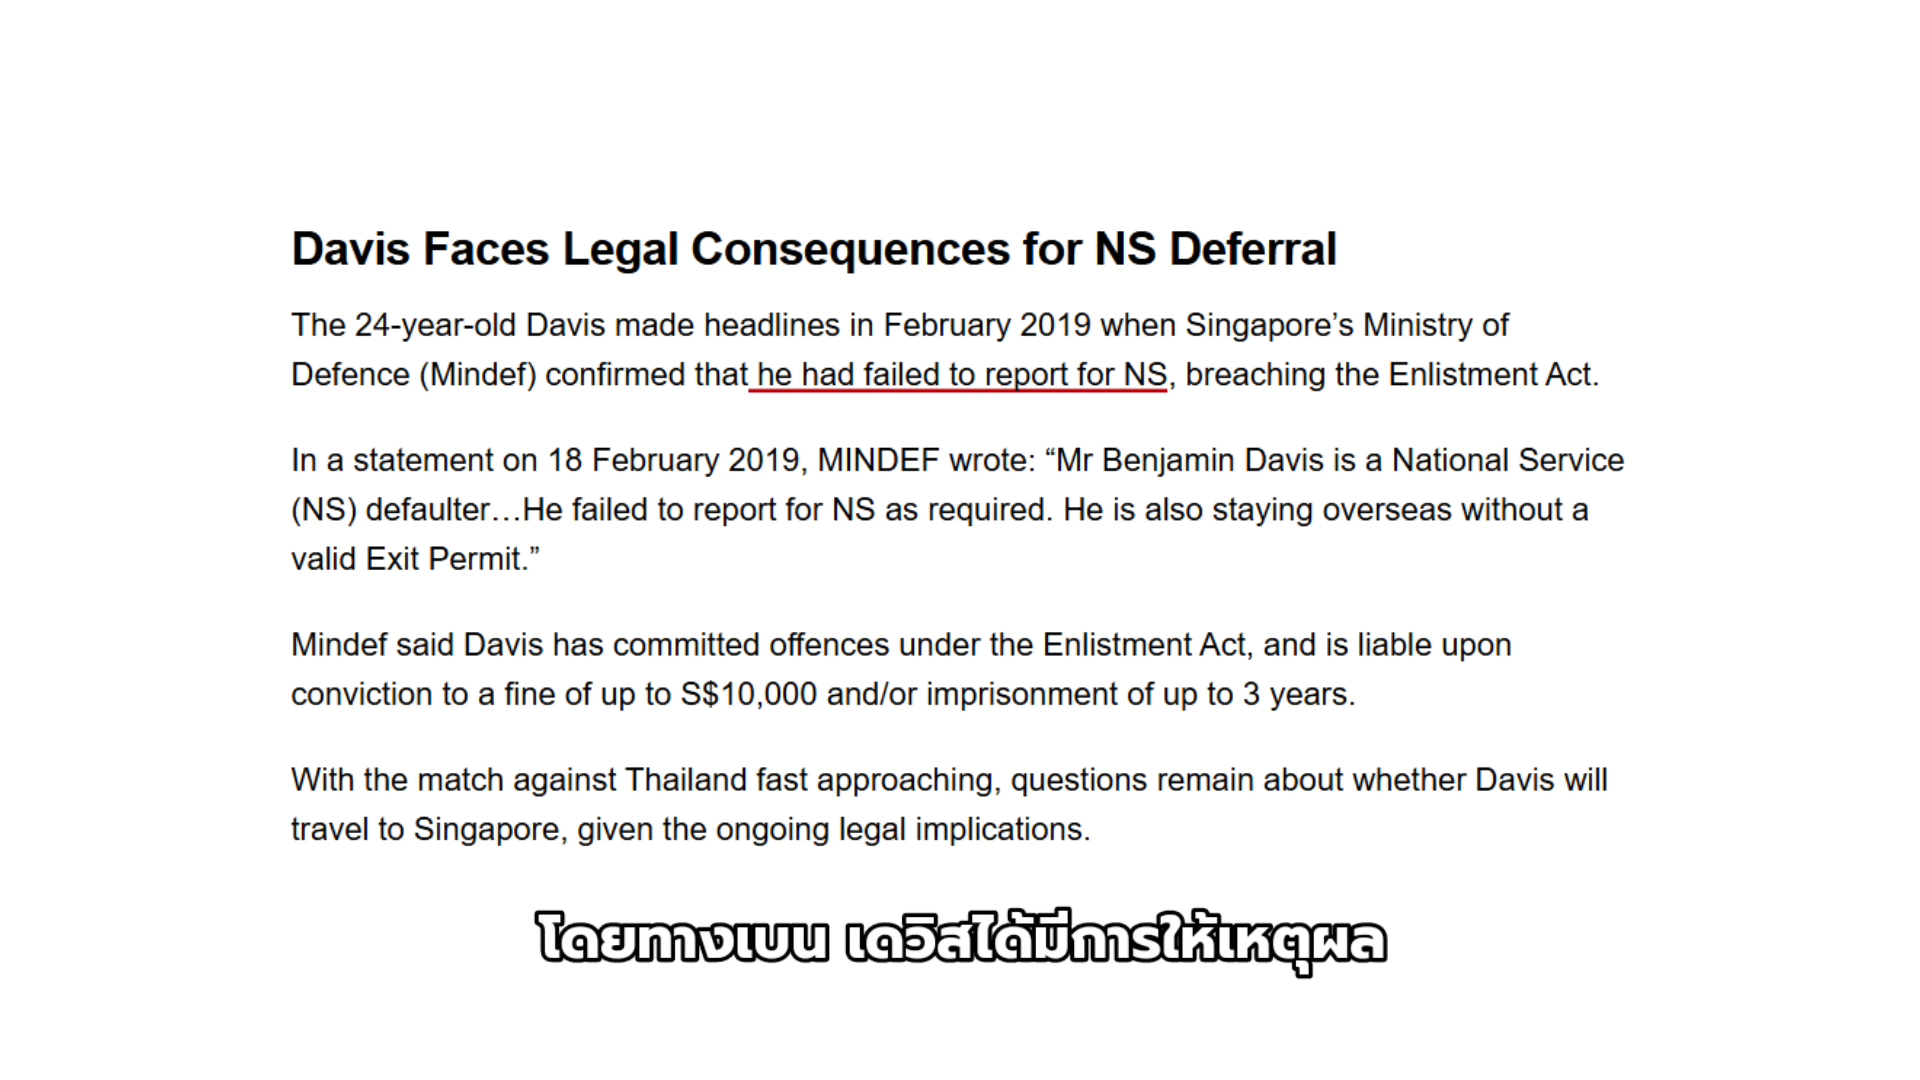 Davis Faces Legal Consequences for NS Deferral
The 24-year-old Davis made headlines in February 2019 when Singapore’s Ministry of
Defence (Mindef) confirmed that he had failed to report for NS, breaching the Enlistment Act.
In a statement on 18 February 2019, MINDEF wrote: “Mr Benjamin Davis is a National Service
(NS) defaulter…He failed to report for NS as required. He is also staying overseas without a
valid Exit Permit.”
Mindef said Davis has committed offences under the Enlistment Act, and is liable upon
conviction to a fine of up to S$10,000 and/or imprisonment of up to 3 years.
With the match against Thailand fast approaching, questions remain about whether Davis will
travel to Singapore, given the ongoing legal implications.
โดยทางเบน เดวิสได้มีการให้เหตุผล